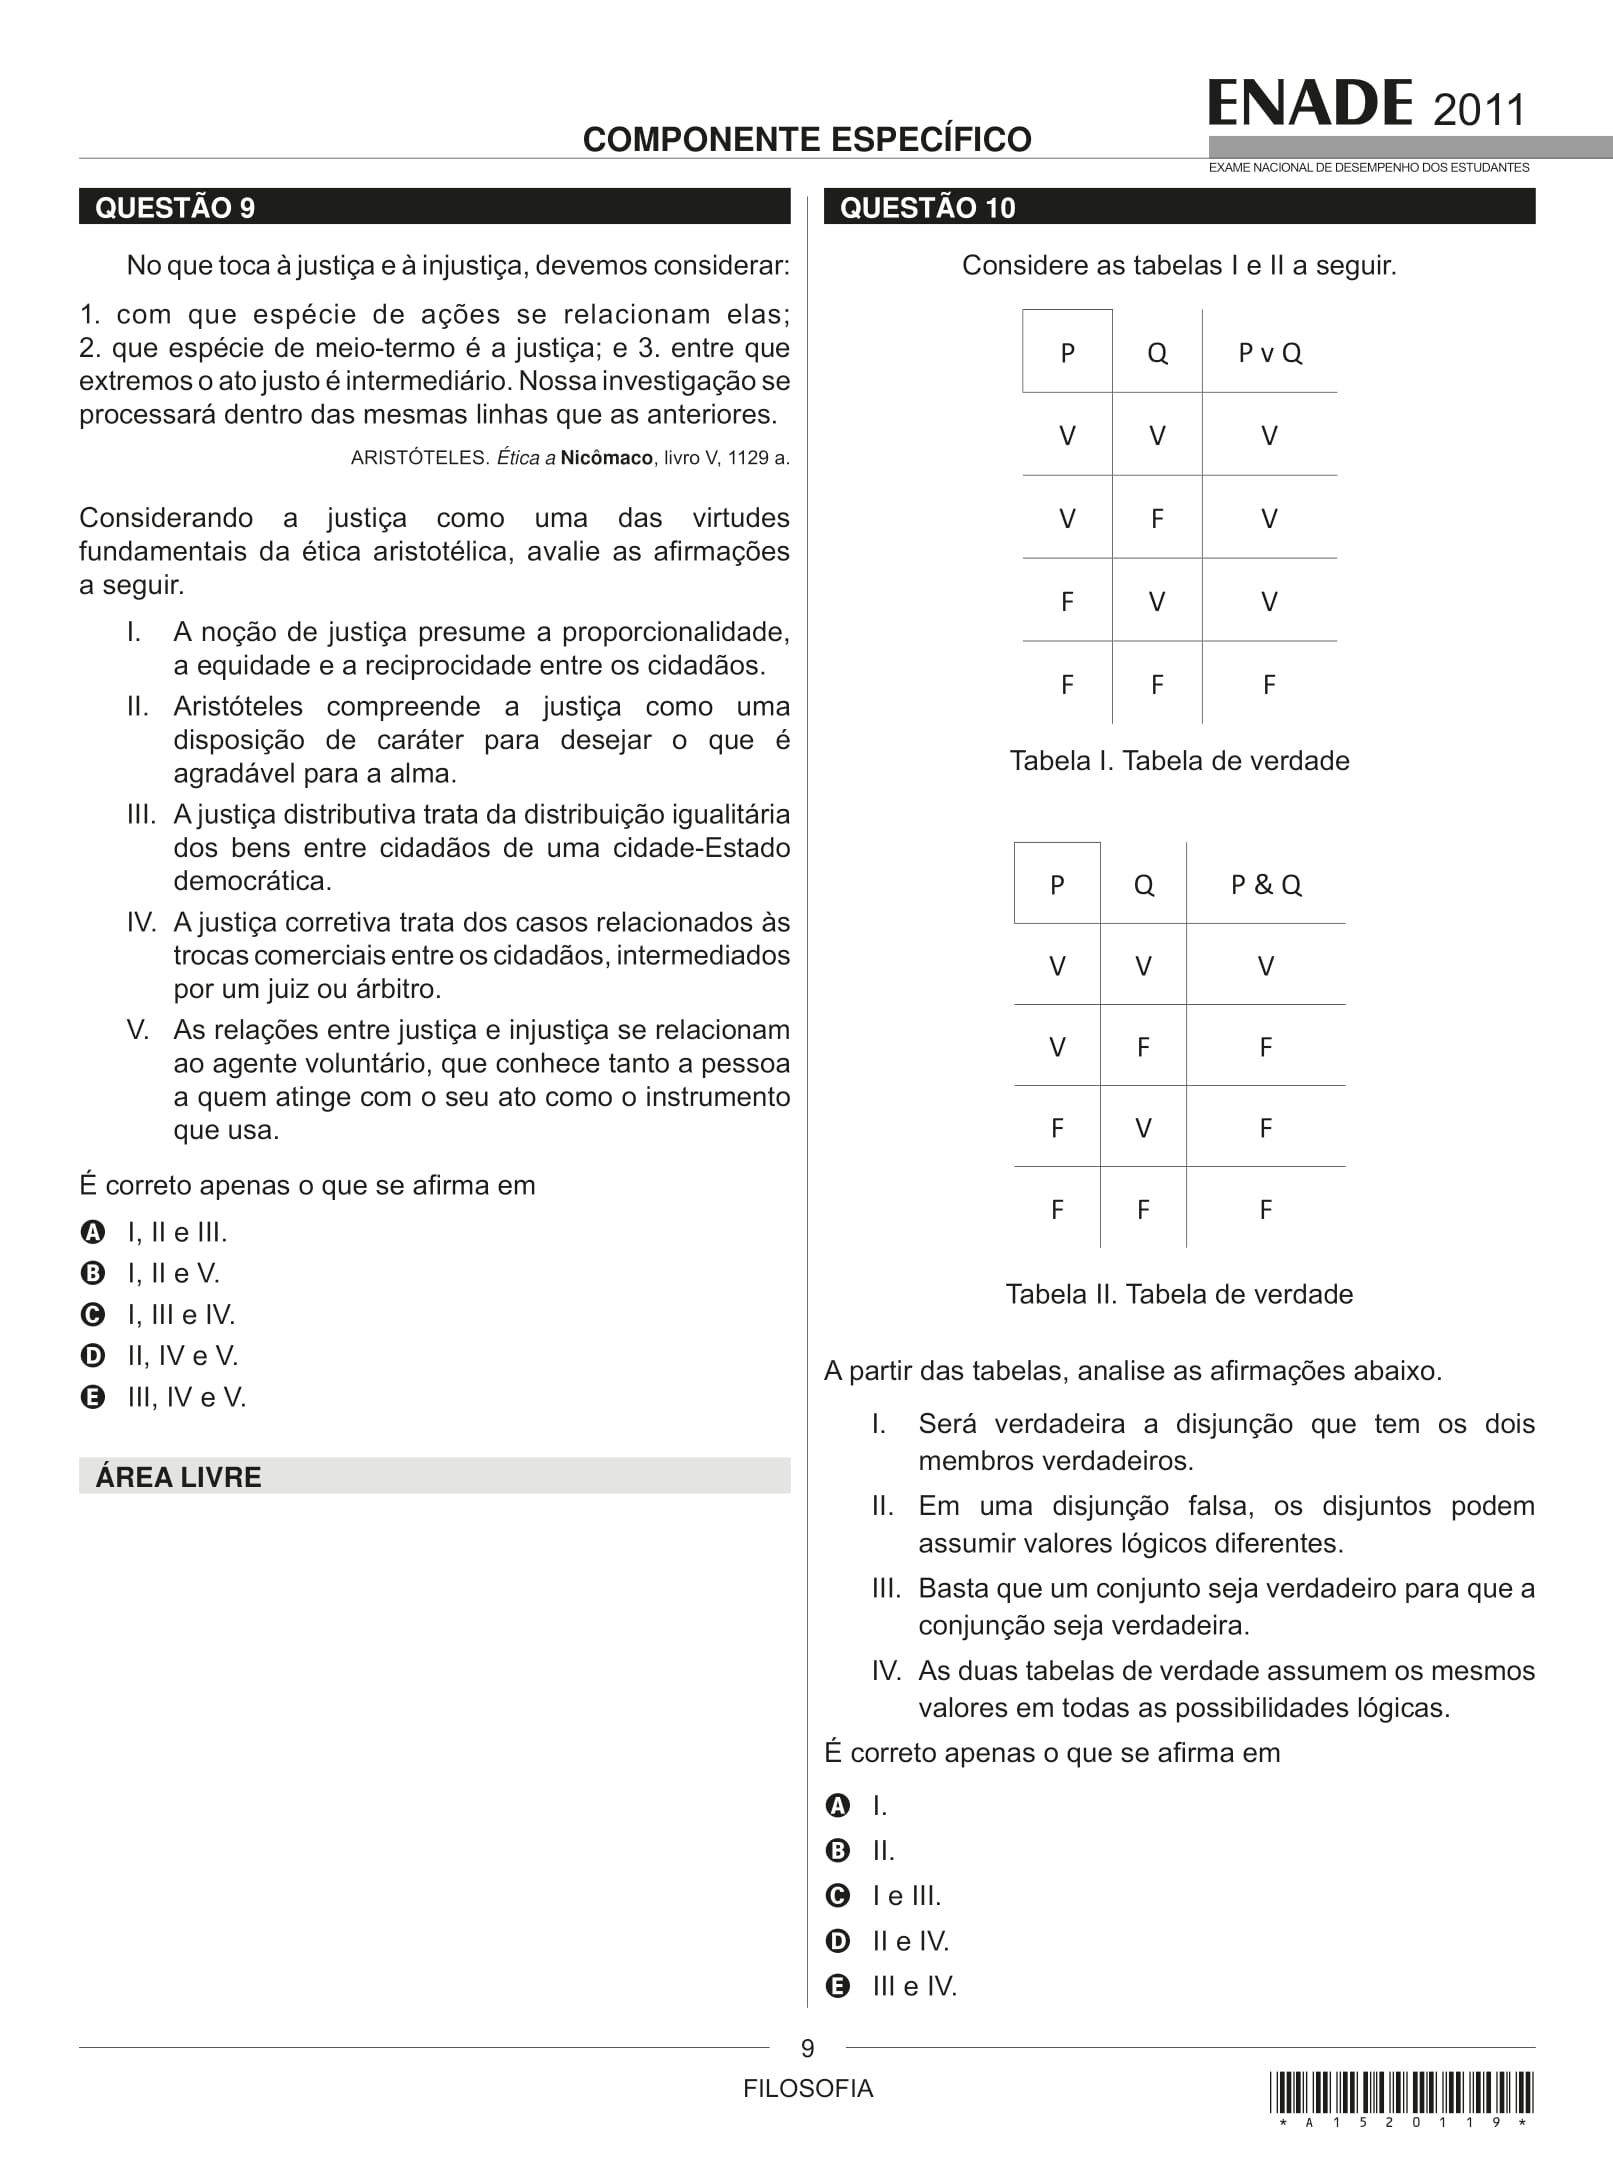 ENADE 2011
COMPONENTE ESPECÍFICO
EXAME NACIONAL DE DESEMPENHO DOS ESTUDANTES
QUESTÃO 9
No que toca à justiça e à injustiça, devemos considerar:
1. com que espécie de ações se relacionam elas;
2. que espécie de meio-termo é a justiça; e 3. entre que
extremos o ato justo é intermediário. Nossa investigação se
processará dentro das mesmas linhas que as anteriores.
ARISTÓTELES. Ética a Nicômaco, livro V, 1129 a.
Considerando a justiça como uma das virtudes
fundamentais da ética aristotélica, avalie as afirmações
a seguir.
I. A noção de justiça presume a proporcionalidade,
a equidade e a reciprocidade entre os cidadãos.
II. Aristóteles compreende a justiça como uma
disposição de caráter para desejar o que é
agradável para a alma.
III. A justiça distributiva trata da distribuição igualitária
dos bens entre cidadãos de uma cidade-Estado
democrática.
IV. A justiça corretiva trata dos casos relacionados às
trocas comerciais entre os cidadãos, intermediados
por um juiz ou árbitro.
V. As relações entre justiça e injustiça se relacionam
ao agente voluntário, que conhece tanto a pessoa
a quem atinge com o seu ato como o instrumento
que usa.
É correto apenas o que se afirma em
A I, II e III.
B I, II e V.
C I, III e IV.
D II, IV e V.
E III, IV e V.
ÁREA LIVRE
QUESTÃO 10
Considere as tabelas I e II a seguir.
P Q P v Q
V V V
V F V
F V V
F F F
Tabela I. Tabela de verdade
P Q P & Q
V V V
V F F
F V F
F F F
Tabela II. Tabela de verdade
A partir das tabelas, analise as afirmações abaixo.
I. Será verdadeira a disjunção que tem os dois
membros verdadeiros.
II. Em uma disjunção falsa, os disjuntos podem
assumir valores lógicos diferentes.
III. Basta que um conjunto seja verdadeiro para que a
conjunção seja verdadeira.
IV. As duas tabelas de verdade assumem os mesmos
valores em todas as possibilidades lógicas.
É correto apenas o que se afirma em
A I.
B II.
C I e III.
D II e IV.
E III e IV.
9
FILOSOFIA
* A 1 5 2 0 1 1 9 *